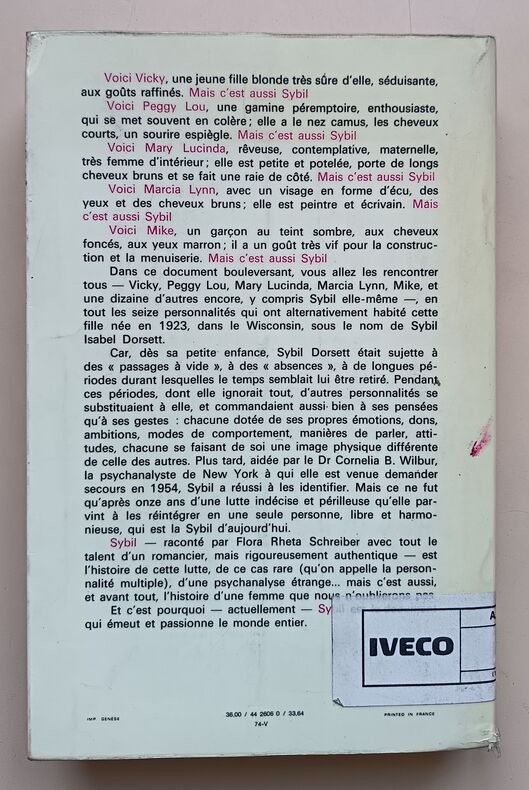 Voici Vicky, une jeune fille blonde très sûre d'elle, séduisante,
aux goûts raffinés. Mais c'est aussi Sybil
Voici Peggy Lou, une gamine péremptoire, enthousiaste,
qui se met souvent en colère ; elle a le nez camus, les cheveux
courts, un sourire espiègle. Mais c'est aussi Sybil
Voici Mary Lucinda, rêveuse, contemplative, maternelle,
très femme d'intérieur ; elle est petite et potelée, porte de longs
cheveux bruns et se fait une raie de côté. Mais c'est aussi Sybil
Voici Marcia Lynn, avec un visage en forme d'écu, des
yeux et des cheveux bruns ; elle est peintre et écrivain. Mais
c'est aussi Sybil
Voici Mike, un garçon au teint sombre, aux cheveux
foncés, aux yeux marron ; il a un goût très vif pour la construc-
tion et la menuiserie. Mais c'est aussi Sybil
Dans ce document bouleversant, vous allez les rencontrer
tous — Vicky, Peggy Lou, Mary Lucinda, Marcia Lynn, Mike, et
une dizaine d'autres encore, y compris Sybil elle-même —, en
tout les seize personnalités qui ont alternativement habité cette
fille née en 1923, dans le Wisconsin, sous le nom de Sybil
Isabel Dorsett.
Car, dès sa petite enfance, Sybil Dorsett était sujette à
des « passages à vide », à des « absences », à de longues pé-
riodes durant lesquelles le temps semblait lui être retiré. Pendant
ces périodes, dont elle ignorait tout, d'autres personnalités se
substituaient à elle, et commandaient aussi bien à ses pensées
qu'à ses gestes : chacune dotée de ses propres émotions, dons,
ambitions, modes de comportement, manières de parler, atti-
tudes, chacune se faisant de soi une image physique différente
de celle des autres. Plus tard, aidée par le Dr Cornelia B. Wilbur,
la psychanalyste de New York à qui elle est venue demander
secours en 1954, Sybil a réussi à les identifier. Mais ce ne fut
qu'après onze ans d'une lutte indécise et périlleuse qu'elle par-
vint à les réintégrer en une seule personne, libre et harmo-
nieuse, qui est la Sybil d'aujourd'hui.
Sybil — raconté par Flora Rheta Schreiber avec tout le
talent d'un romancier, mais rigoureusement authentique — est
l'histoire de cette lutte, de ce cas rare (qu'on appelle la person-
nalité multiple), d'une psychanalyse étrange... mais c'est aussi,
et avant tout, l'histoire d'une femme que nous n'oublierons pas.
Et c'est pourquoi — actuellement — Sybil est
qui émeut et passionne le monde entier.
IVECO
IMP. GENESE
36,00 / 44 2606 0 / 33,64
74-V
PRINTED IN FRANCE